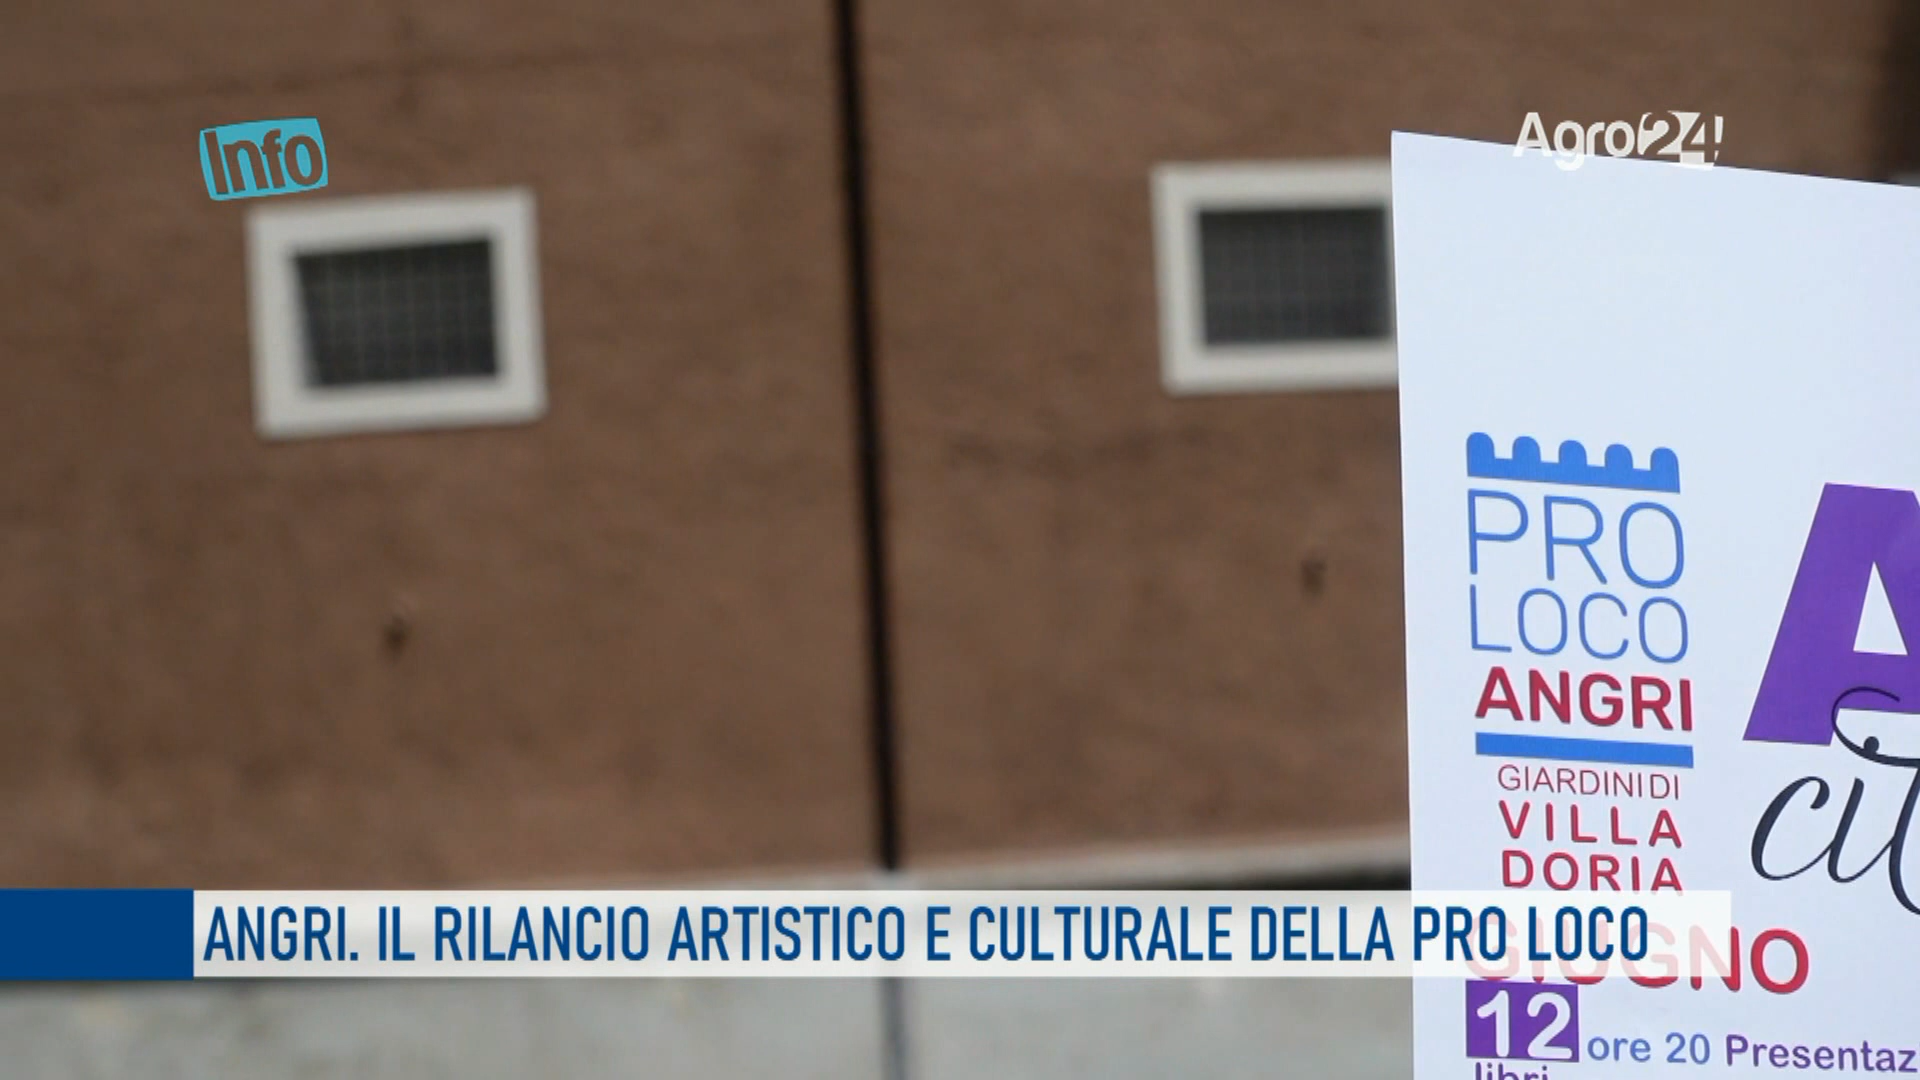 Info
Agro24
PRO
LOCO
ANGRI
GIARDINI DI
VILLA
DORIA
ANGRI. IL RILANCIO ARTISTICO E CULTURALE DELLA PRO LOCO
GIUGNO
12 ore 20 Presentaz
libri